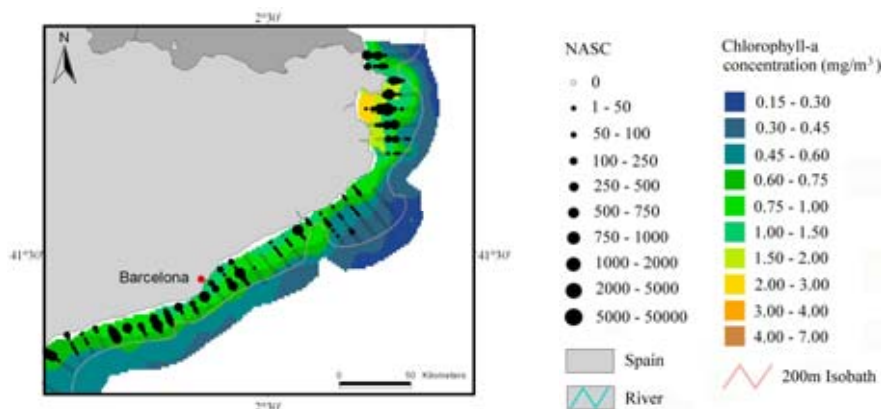 2°30'
N
41°30'
41°30'
Barcelona
0
50
Kilometers
2°30'
NASC
0
1 - 50
50 - 100
100 - 250
250 - 500
500 - 750
750 - 1000
1000 - 2000
2000 - 5000
5000 - 50000
Spain
River
Chlorophyll-a
concentration (mg/m³)
0.15 - 0.30
0.30 - 0.45
0.45 - 0.60
0.60 - 0.75
0.75 - 1.00
1.00 - 1.50
1.50 - 2.00
2.00 - 3.00
3.00 - 4.00
4.00 - 7.00
200m Isobath